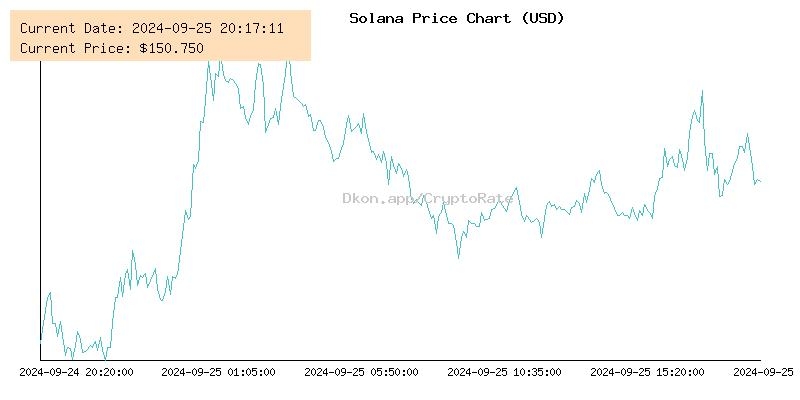 Solana Price Chart (USD)
Current Date: 2024-09-25 20:17:11
Current Price: $150.750
Dkon.app/CryptoRate
2024-09-24 20:20:00 2024-09-25 01:05:00 2024-09-25 05:50:00 2024-09-25 10:35:00 2024-09-25 15:20:00 2024-09-25